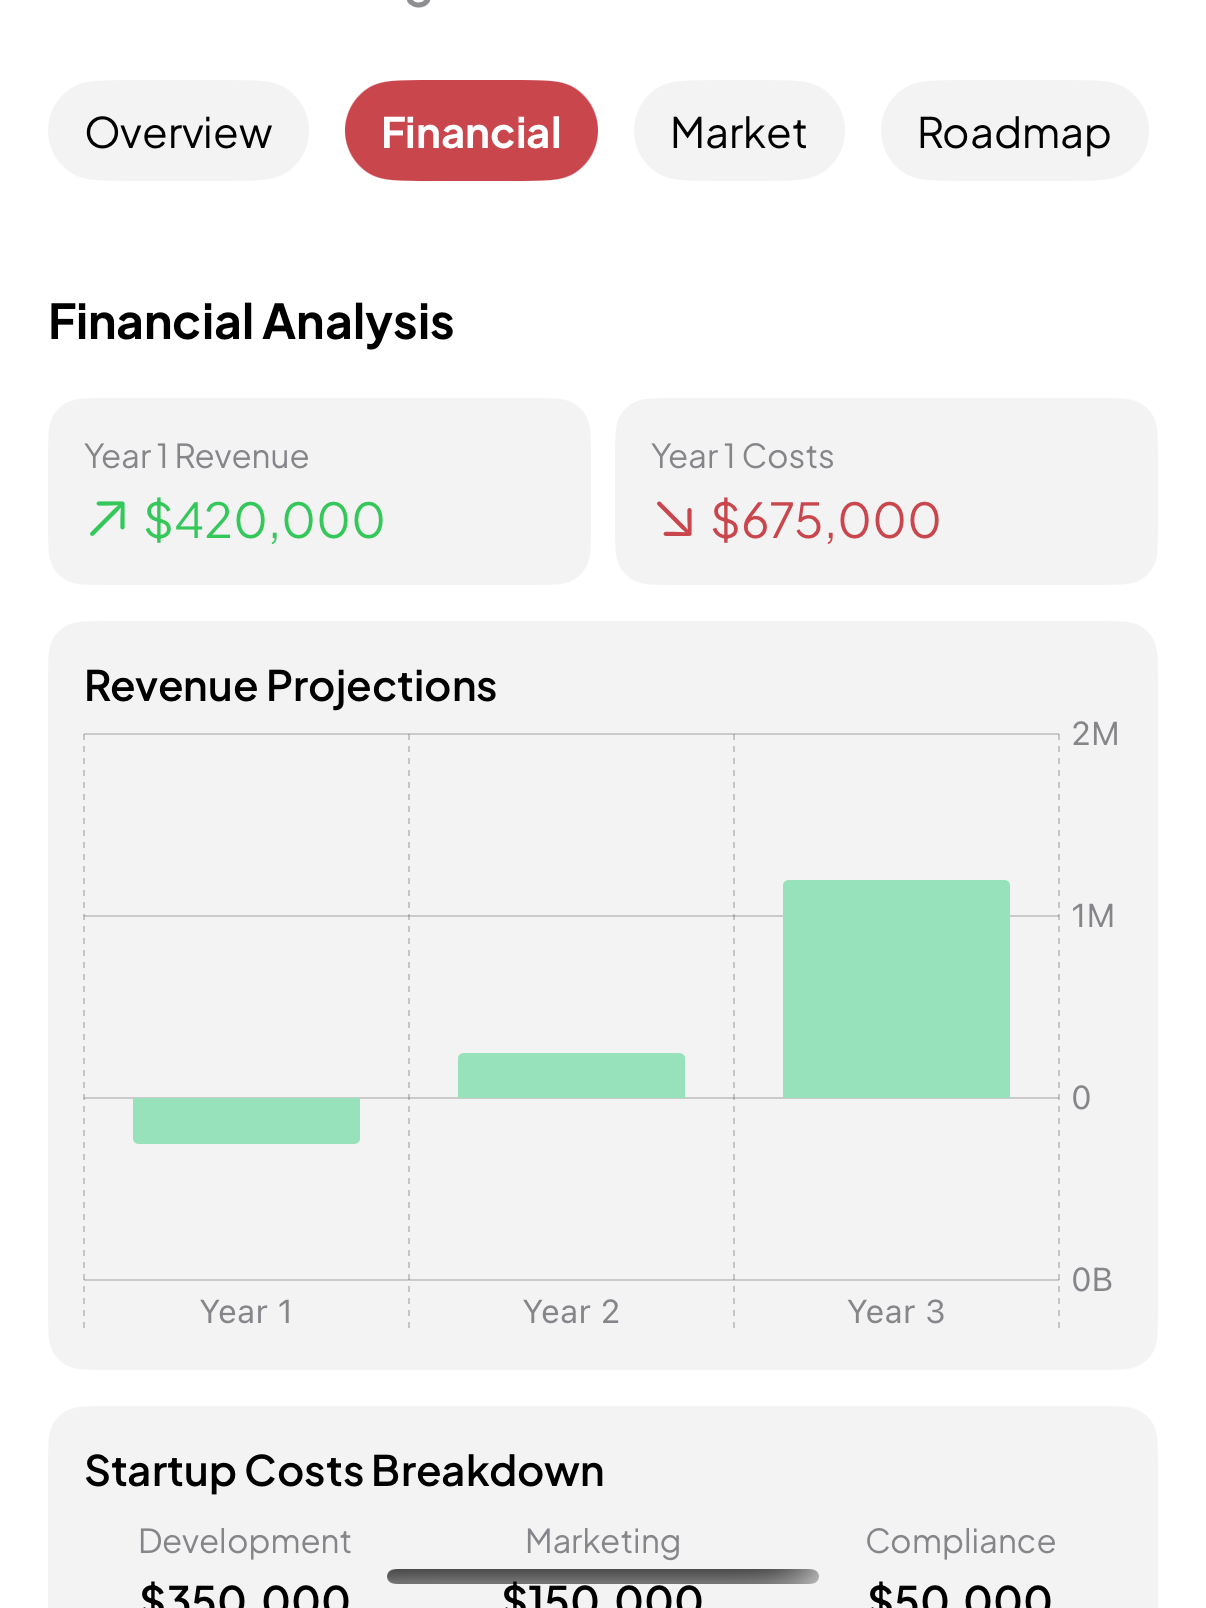 Overview Financial Market Roadmap
Financial Analysis
Year 1 Revenue Year 1 Costs
$420,000 $675,000
Revenue Projections
2M
1M
0
0B
Year 1 Year 2 Year 3
Startup Costs Breakdown
Development Marketing Compliance
$350,000 $150,000 $50,000